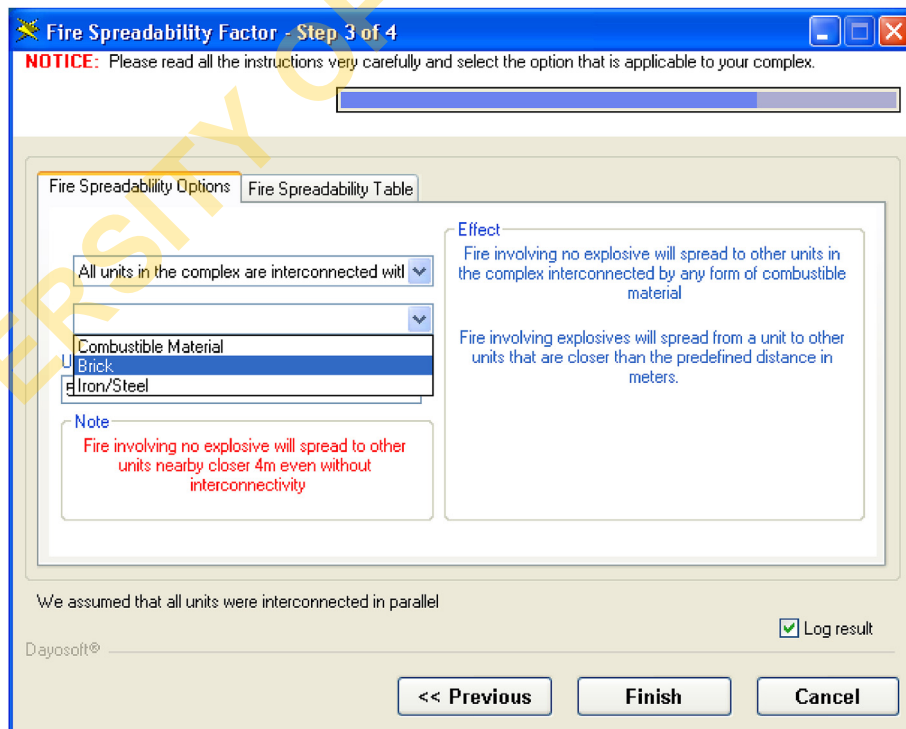 Fire Spreadability Factor - Step 3 of 4
NOTICE: Please read all the instructions very carefully and select the option that is applicable to your complex.
Fire Spreadablility Options
Fire Spreadability Table
All units in the complex are interconnected witl
Combustible Material
Brick
Iron/Steel
Note
Fire involving no explosive will spread to other
units nearby closer 4m even without
interconnectivity
Effect
Fire involving no explosive will spread to other units in
the complex interconnected by any form of combustible
material
Fire involving explosives will spread from a unit to other
units that are closer than the predefined distance in
meters.
We assumed that all units were interconnected in parallel
Log result
Dayosoft®
<< Previous
Finish
Cancel
ERSITY OF